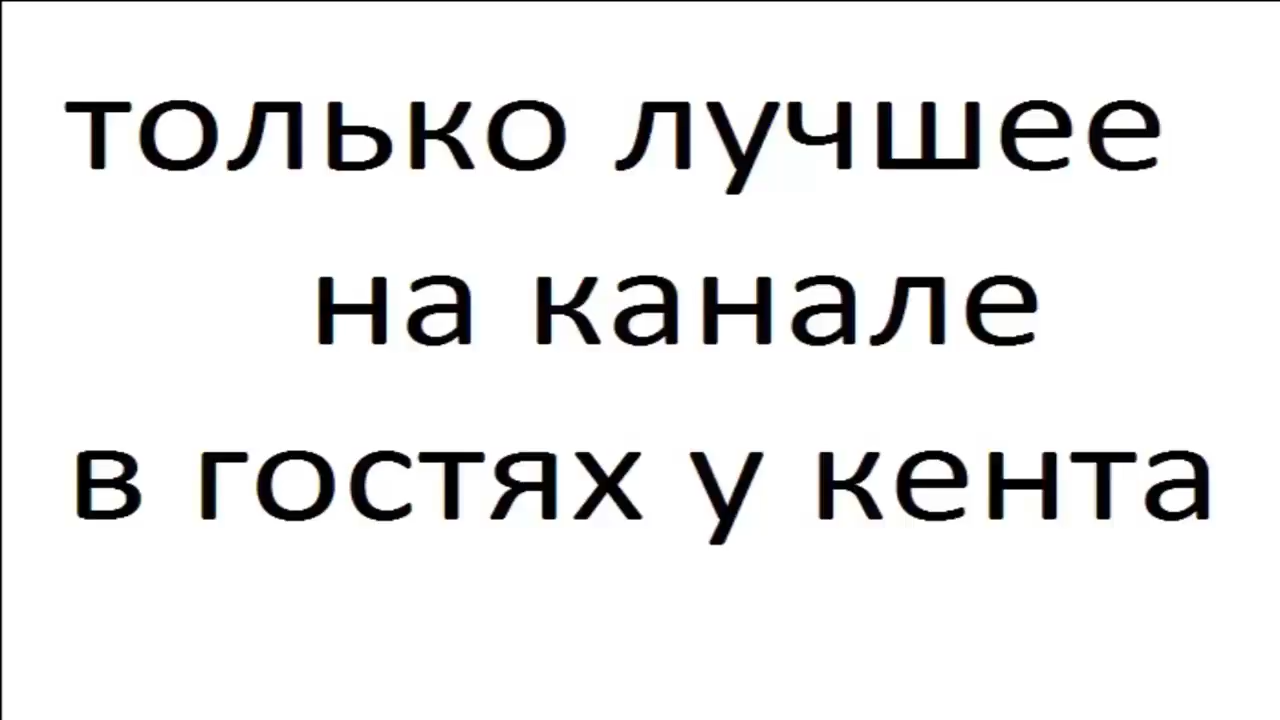 только лучшее
на канале
в гостях у кента